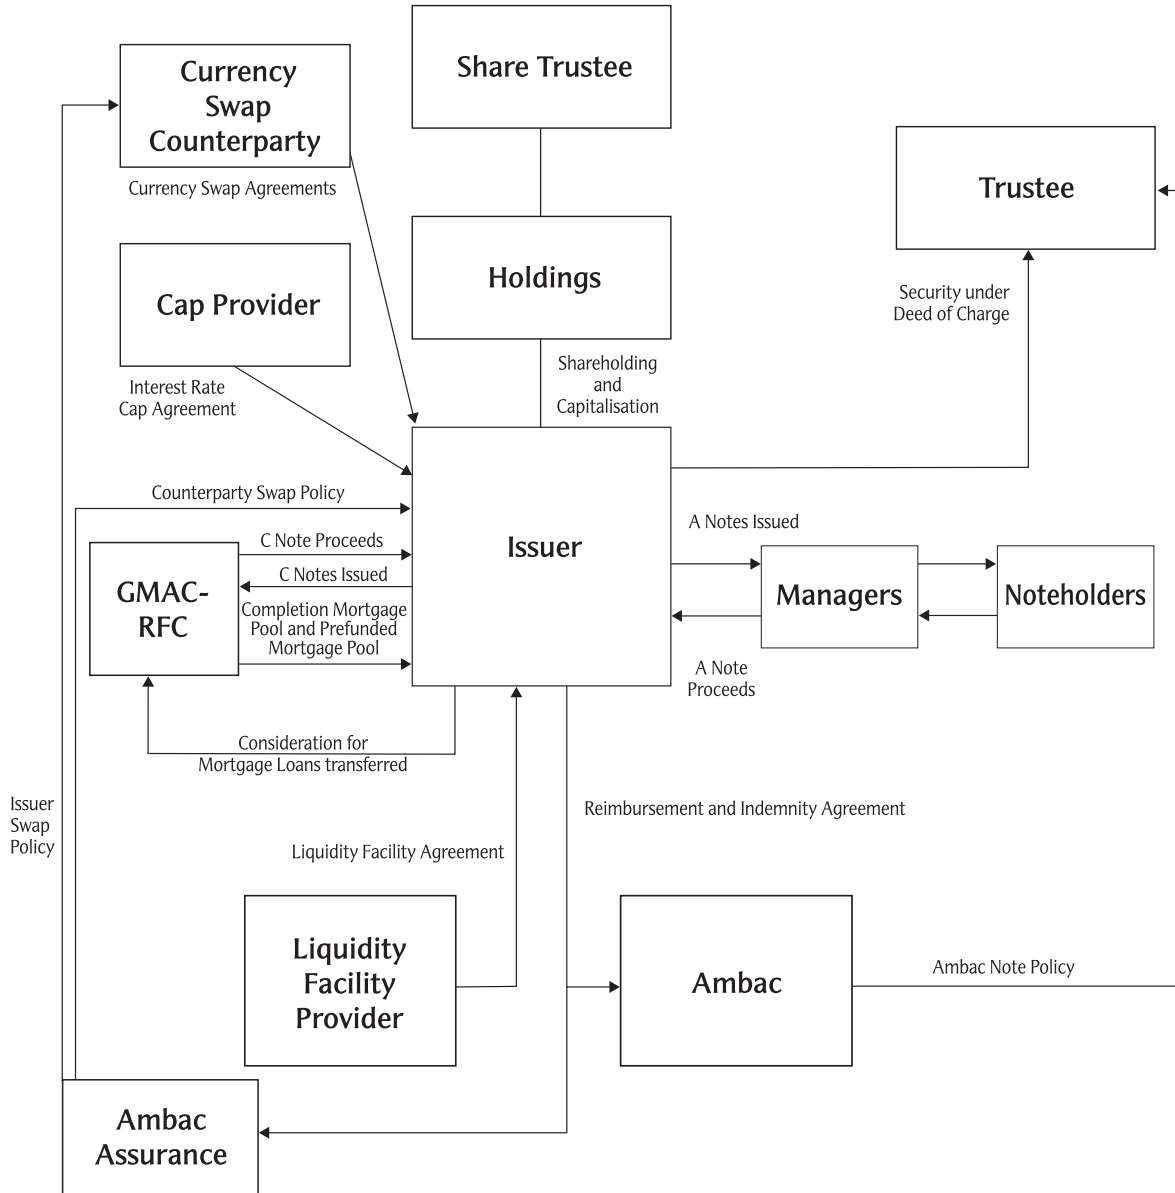 Share Trustee
Currency
Swap
Counterparty
Currency Swap Agreements
Trustee
Holdings
Cap Provider
Security under
Deed of Charge
Shareholding
and
Capitalisation
Interest Rate
Cap Agreement
Counterparty Swap Policy
A Notes Issued
Issuer
C Note Proceeds
C Notes Issued
GMAC-
RFC
Completion Mortgage
Pool and Prefunded
Mortgage Pool
Managers
Noteholders
A Note
Proceeds
Consideration for
Mortgage Loans transferred
Issuer
Swap
Policy
Reimbursement and Indemnity Agreement
Liquidity Facility Agreement
Liquidity
Facility
Provider
Ambac
Ambac Note Policy
Ambac
Assurance